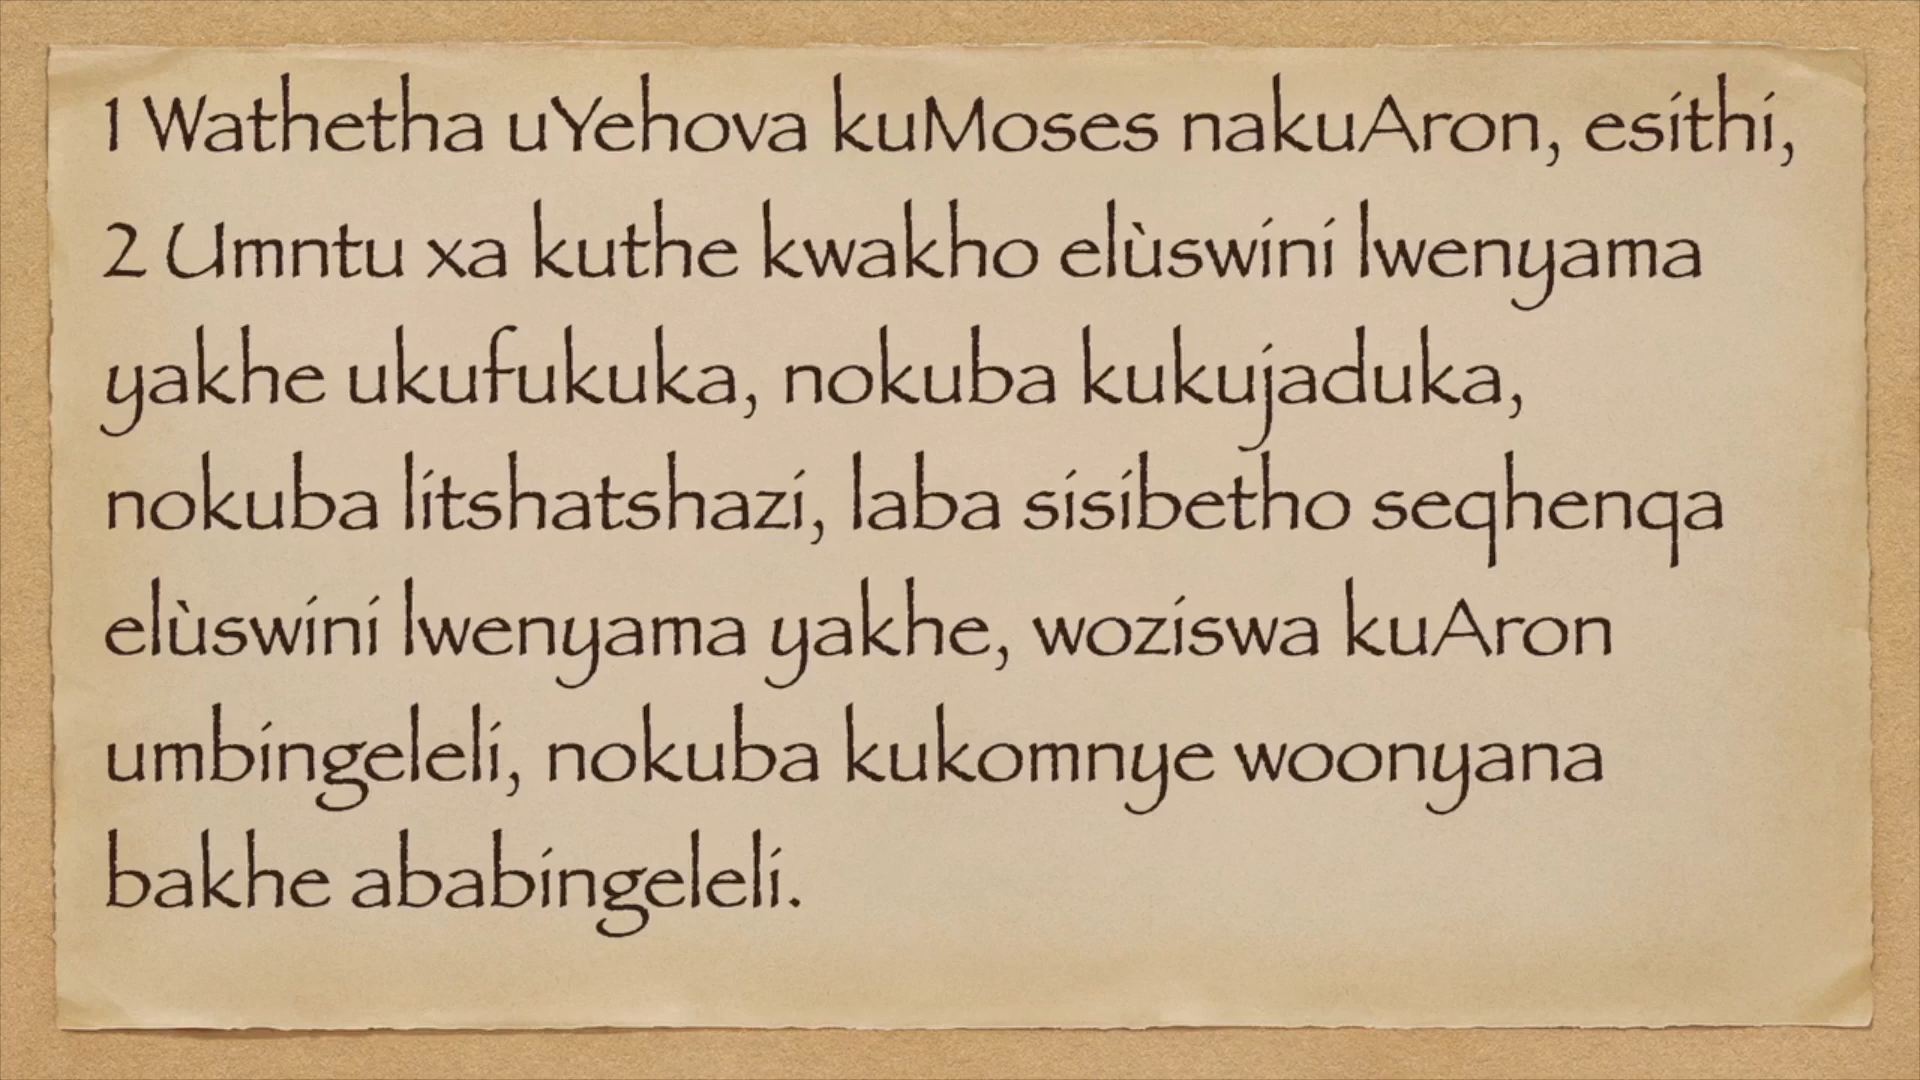 1 Wathetha uYehova kuMoses nakuAron, esithi,
2 Umntu xa kuthe kwakho elùswini lwenyama
yakhe ukufukuka, nokuba kukujaduka,
nokuba litshatshazi, laba sisibetho seqhenqa
elùswini lwenyama yakhe, woziswa kuAron
umbingeleli, nokuba kukomnye woonyana
bakhe ababingeleli.